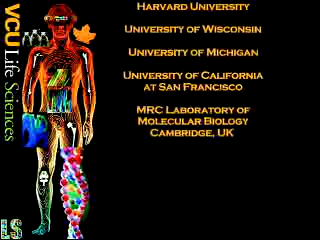 VCU Life Sciences
Harvard University
University of Wisconsin
University of Michigan
University of California
at San Francisco
MRC Laboratory of
Molecular Biology
Cambridge, UK
LS